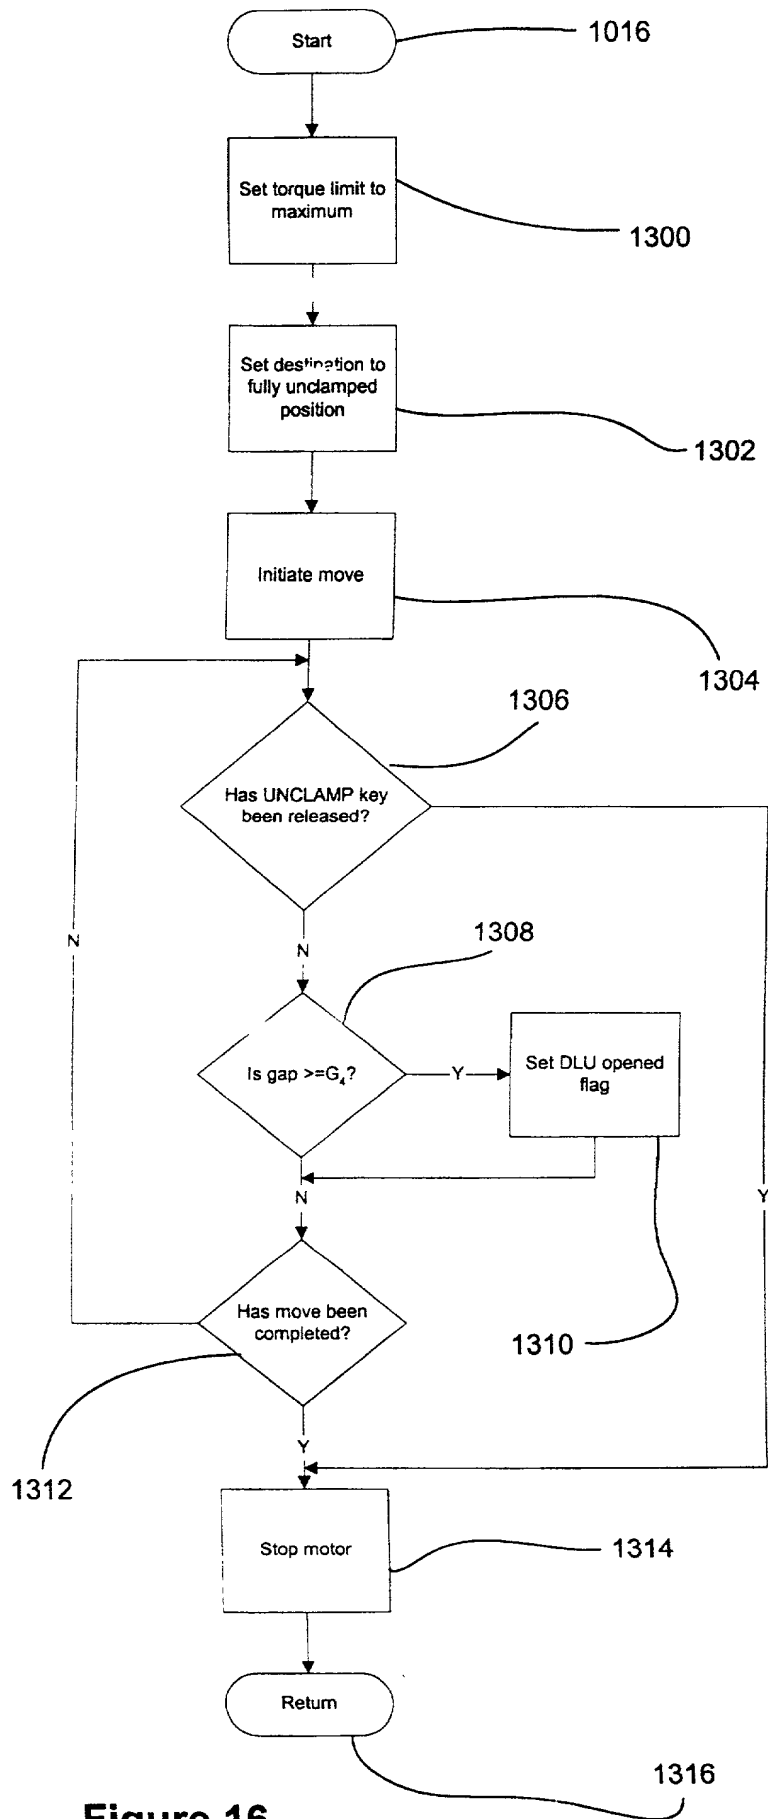 Start
1016
Set torque limit to
maximum
1300
Set destination to
fully unclamped
position
1302
Initiate move
1304
1306
Has UNCLAMP key
been released?
N
N
1308
Is gap >=G₄?
Y
Set DLU opened
flag
N
Y
Has move been
completed?
1310
Y
1312
Stop motor
1314
Return
1316
Figure 16